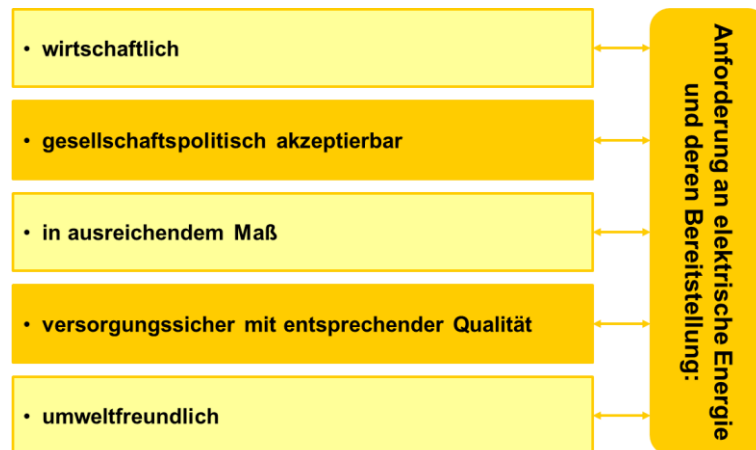 • wirtschaftlich
• gesellschaftspolitisch akzeptierbar
• in ausreichendem Maß
• versorgungssicher mit entsprechender Qualität
• umweltfreundlich
Anforderung an elektrische Energie
und deren Bereitstellung: